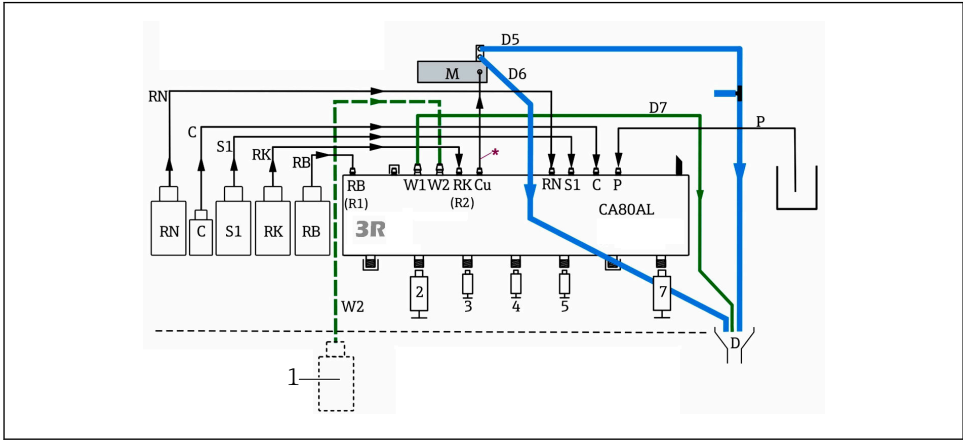 D5
M
D6
RN
D7
C
P
S1
RK
*
RB
RB W1 W2 RK Cu RN S1 C P
(R1) (R2)
CA80AL
RN C S1 RK RB
3R
2 3 4 5 7
W2
D
1